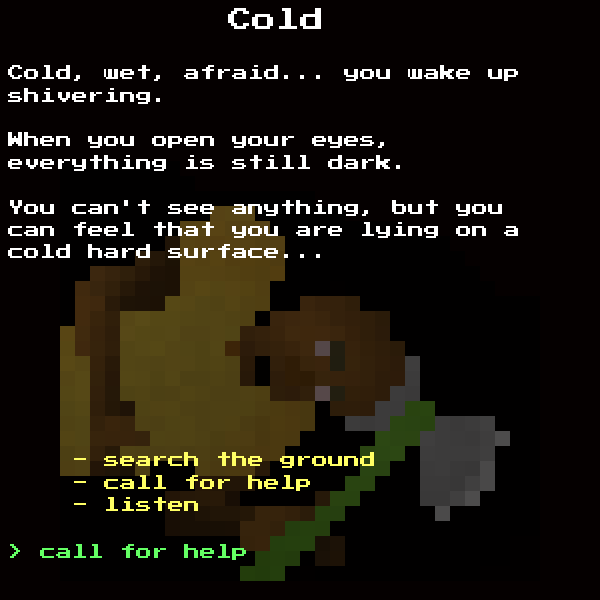 Cold
Cold, wet, afraid... you wake up
shivering.
When you open your eyes,
everything is still dark.
You can't see anything, but you
can feel that you are lying on a
cold hard surface...
- search the ground
- call for help
- listen
> call for help